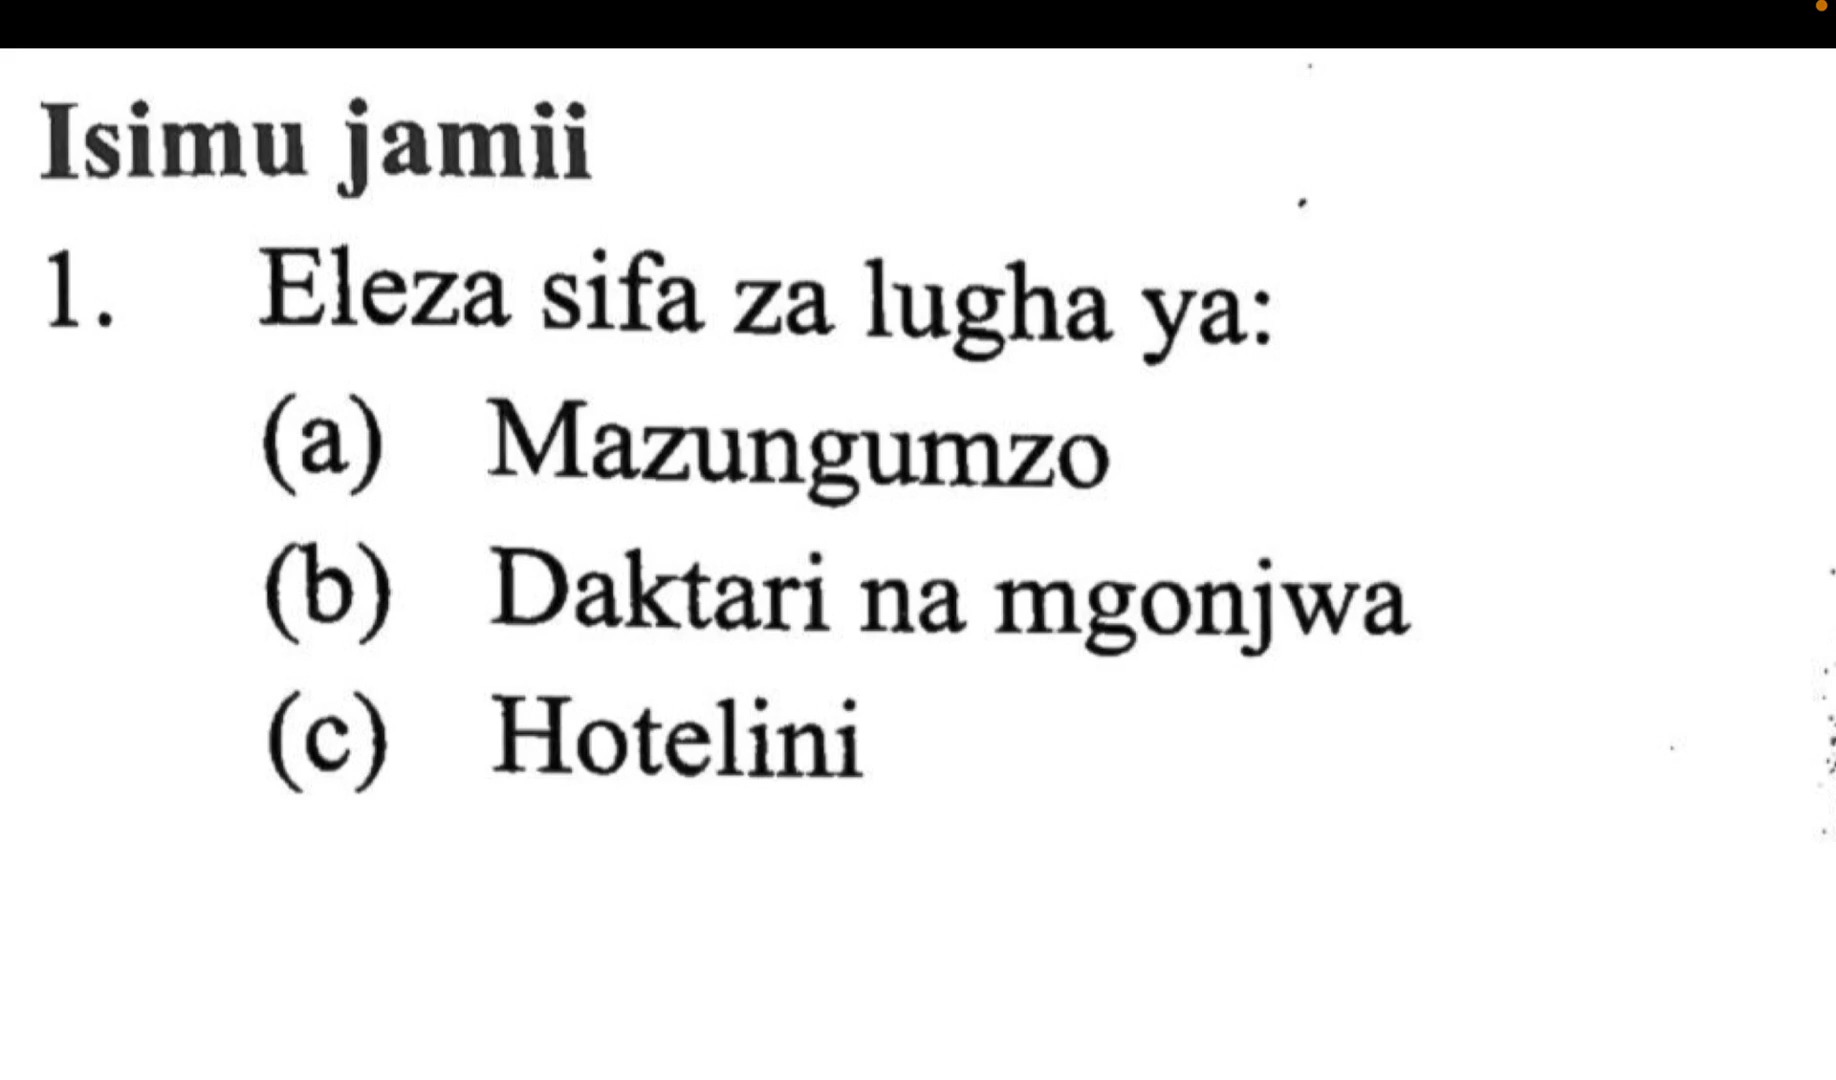 Isimu jamii
1. Eleza sifa za lugha ya:
(a) Mazungumzo
(b) Daktari na mgonjwa
(c) Hotelini